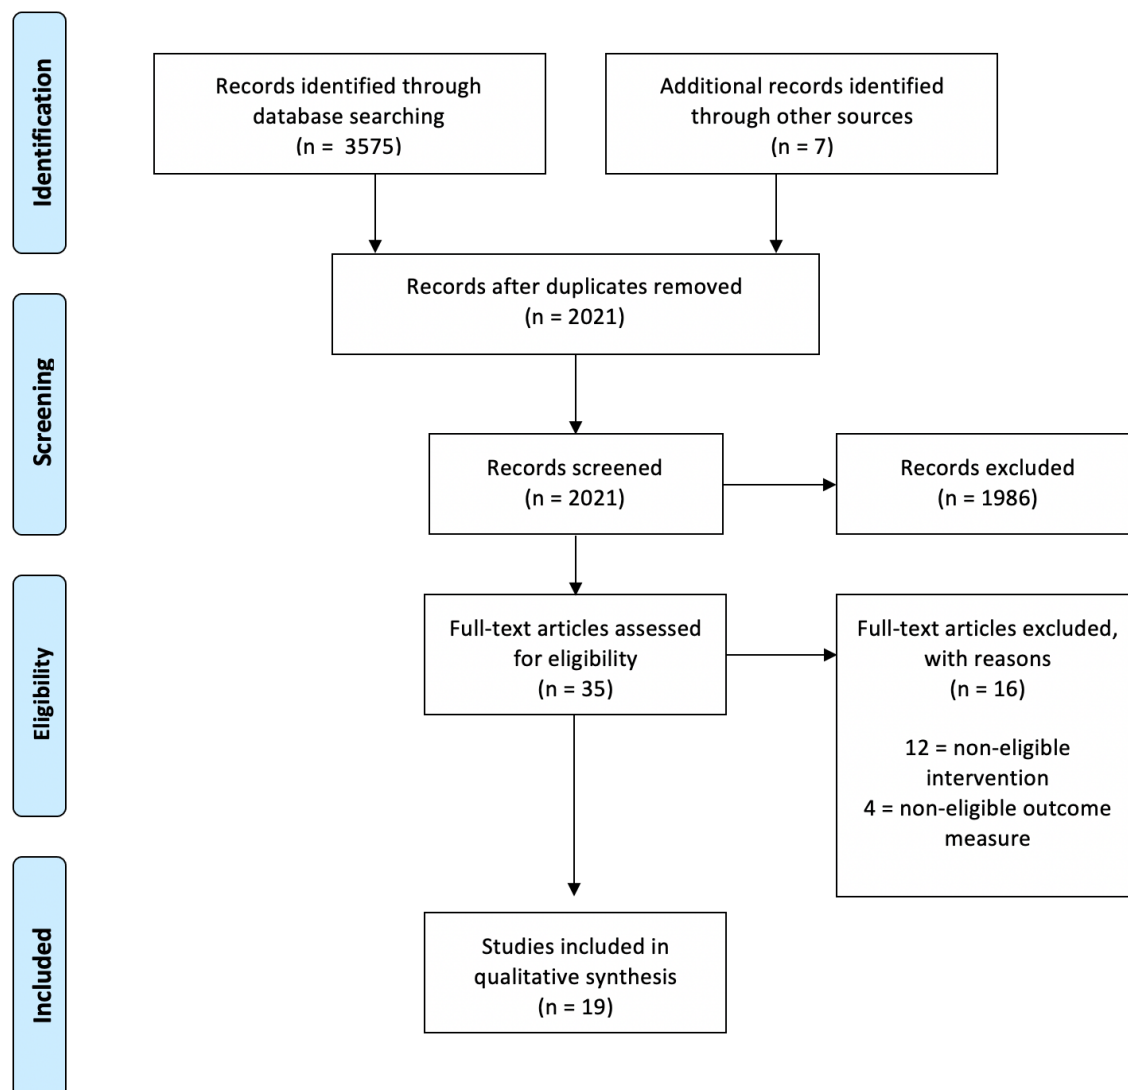 Identification
Records identified through
database searching
(n =  3575)
Additional records identified
through other sources
(n = 7)
Records after duplicates removed
(n = 2021)
Screening
Records screened
(n = 2021)
Records excluded
(n = 1986)
Eligibility
Full-text articles assessed
for eligibility
(n = 35)
Full-text articles excluded,
with reasons
(n = 16)
12 = non-eligible
intervention
4 = non-eligible outcome
measure
Included
Studies included in
qualitative synthesis
(n = 19)